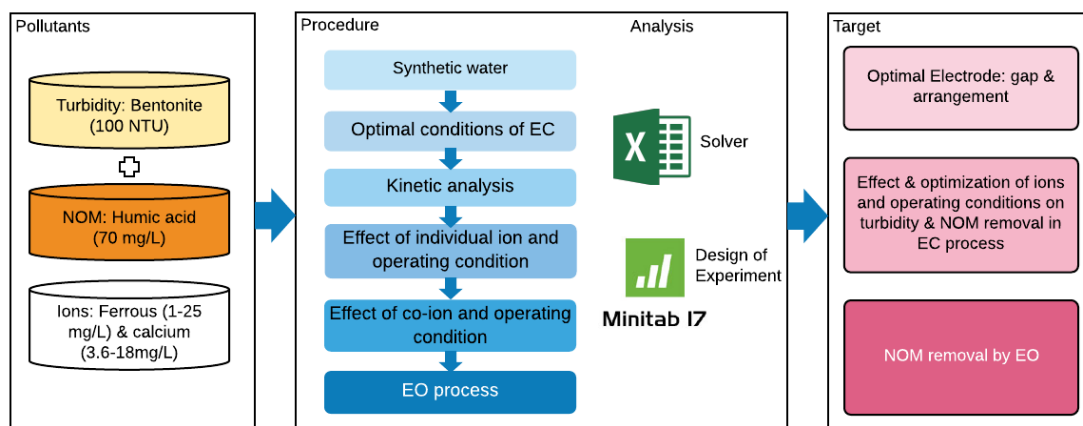 Pollutants
Turbidity: Bentonite
(100 NTU)
NOM: Humic acid
(70 mg/L)
Ions: Ferrous (1-25
mg/L) & calcium
(3.6-18mg/L)
Procedure
Synthetic water
Optimal conditions of EC
Kinetic analysis
Effect of individual ion and
operating condition
Effect of co-ion and operating
condition
EO process
Analysis
X
Solver
Design of
Experiment
Minitab 17
Target
Optimal Electrode: gap &
arrangement
Effect & optimization of ions
and operating conditions on
turbidity & NOM removal in
EC process
NOM removal by EO